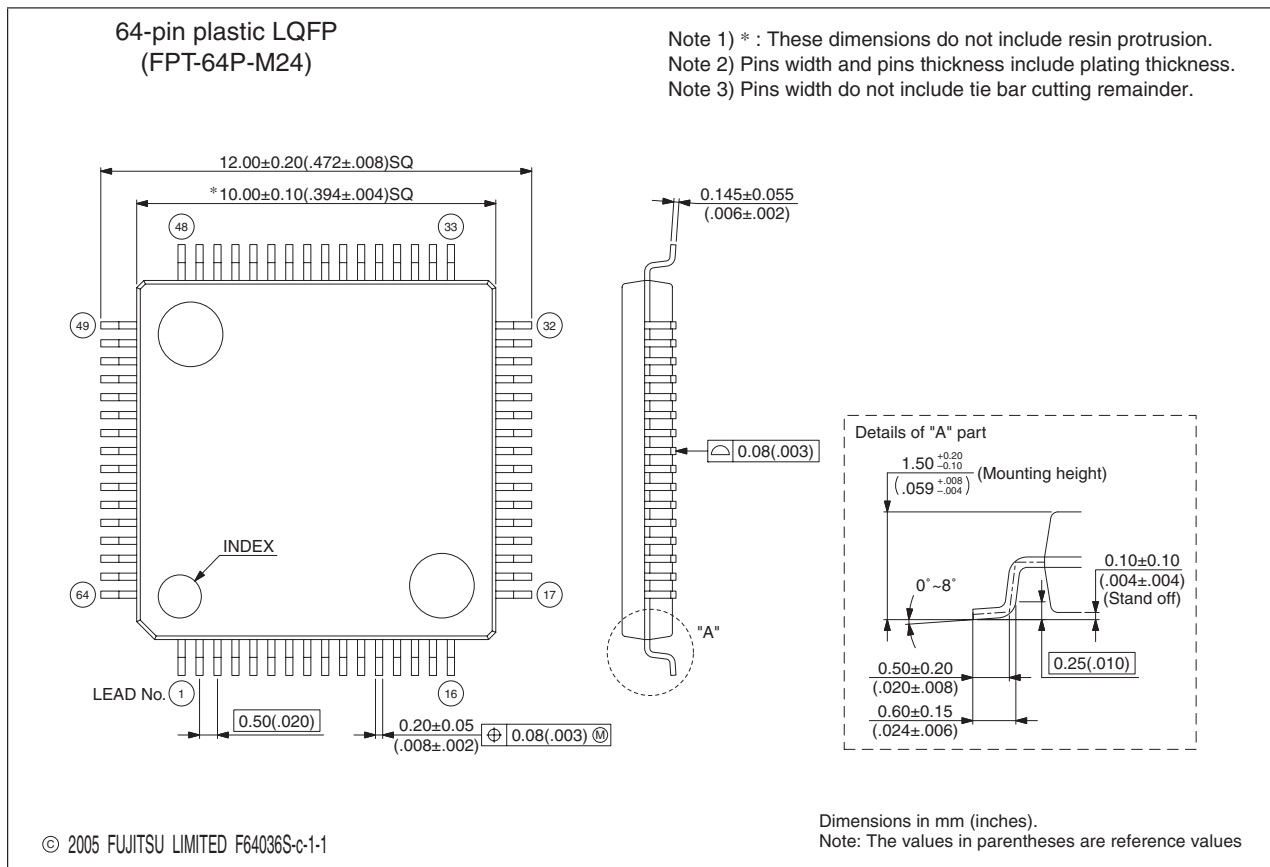 64-pin plastic LQFP
(FPT-64P-M24)
Note 1) * : These dimensions do not include resin protrusion.
Note 2) Pins width and pins thickness include plating thickness.
Note 3) Pins width do not include tie bar cutting remainder.
12.00±0.20(.472±.008)SQ
*10.00±0.10(.394±.004)SQ
0.145±0.055
(.006±.002)
48
33
49
32
0.08(.003)
INDEX
64
17
"A"
LEAD No. 1
16
0.50(.020)
0.20±0.05
(.008±.002)
⌖ 0.08(.003) Ⓜ
Details of "A" part
1.50 +0.20 −0.10 (Mounting height)
(.059 +.008 −.004)
0˚~8˚
0.10±0.10
(.004±.004)
(Stand off)
0.25(.010)
0.50±0.20
(.020±.008)
0.60±0.15
(.024±.006)
© 2005 FUJITSU LIMITED F64036S-c-1-1
Dimensions in mm (inches).
Note: The values in parentheses are reference values